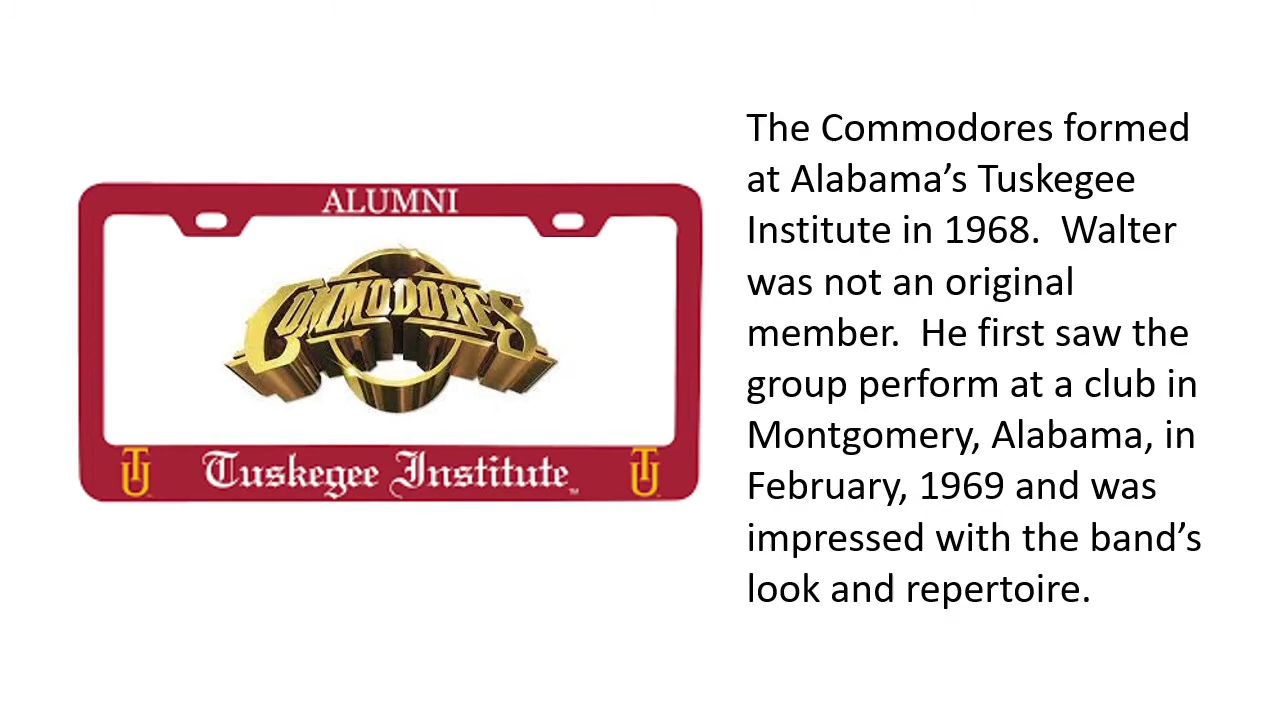 ALUMNI
COMMODORES
TU
Tuskegee Institute™
TU
The Commodores formed
at Alabama’s Tuskegee
Institute in 1968.  Walter
was not an original
member.  He first saw the
group perform at a club in
Montgomery, Alabama, in
February, 1969 and was
impressed with the band’s
look and repertoire.